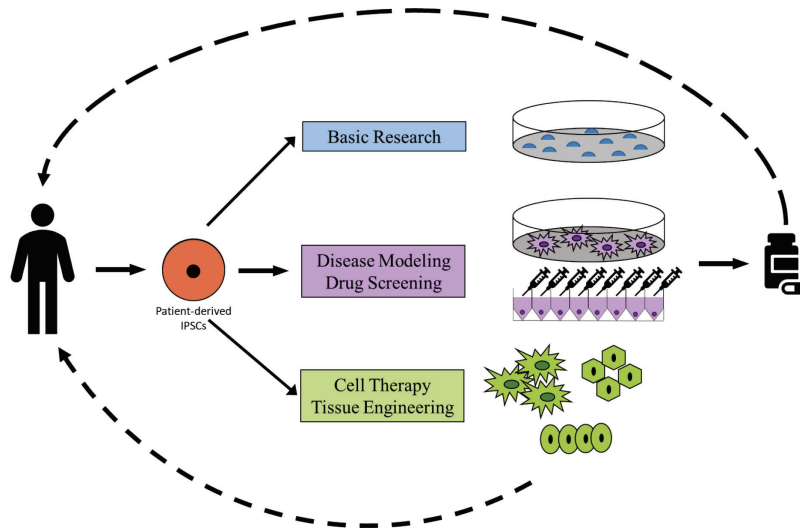 Basic Research
Disease Modeling
Drug Screening
Patient-derived
IPSCs
Cell Therapy
Tissue Engineering